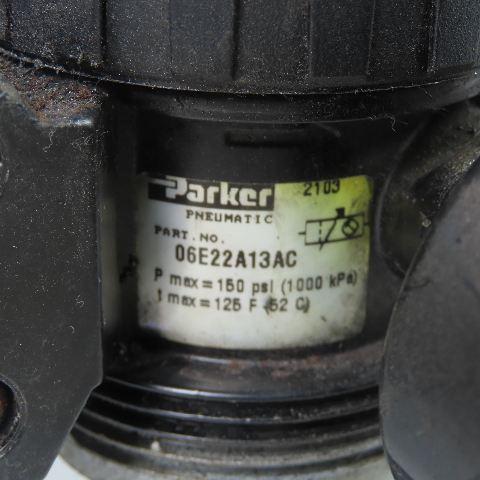 Parker 2103
PNEUMATIC
PART.NO.
06E22A13AC
P max=150 psi (1000 kPa)
t max=125 F (52 C)